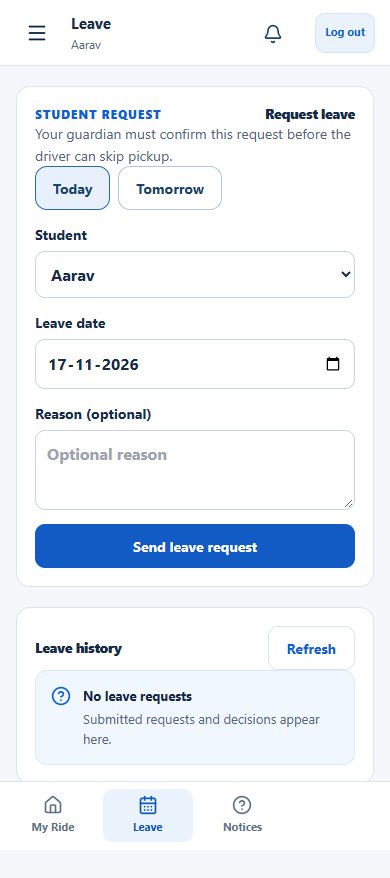 Leave
Aarav
Log out
STUDENT REQUEST
Request leave
Your guardian must confirm this request before the
driver can skip pickup.
Today
Tomorrow
Student
Aarav
Leave date
17-11-2026
Reason (optional)
Optional reason
Send leave request
Leave history
Refresh
No leave requests
Submitted requests and decisions appear
here.
My Ride
Leave
Notices